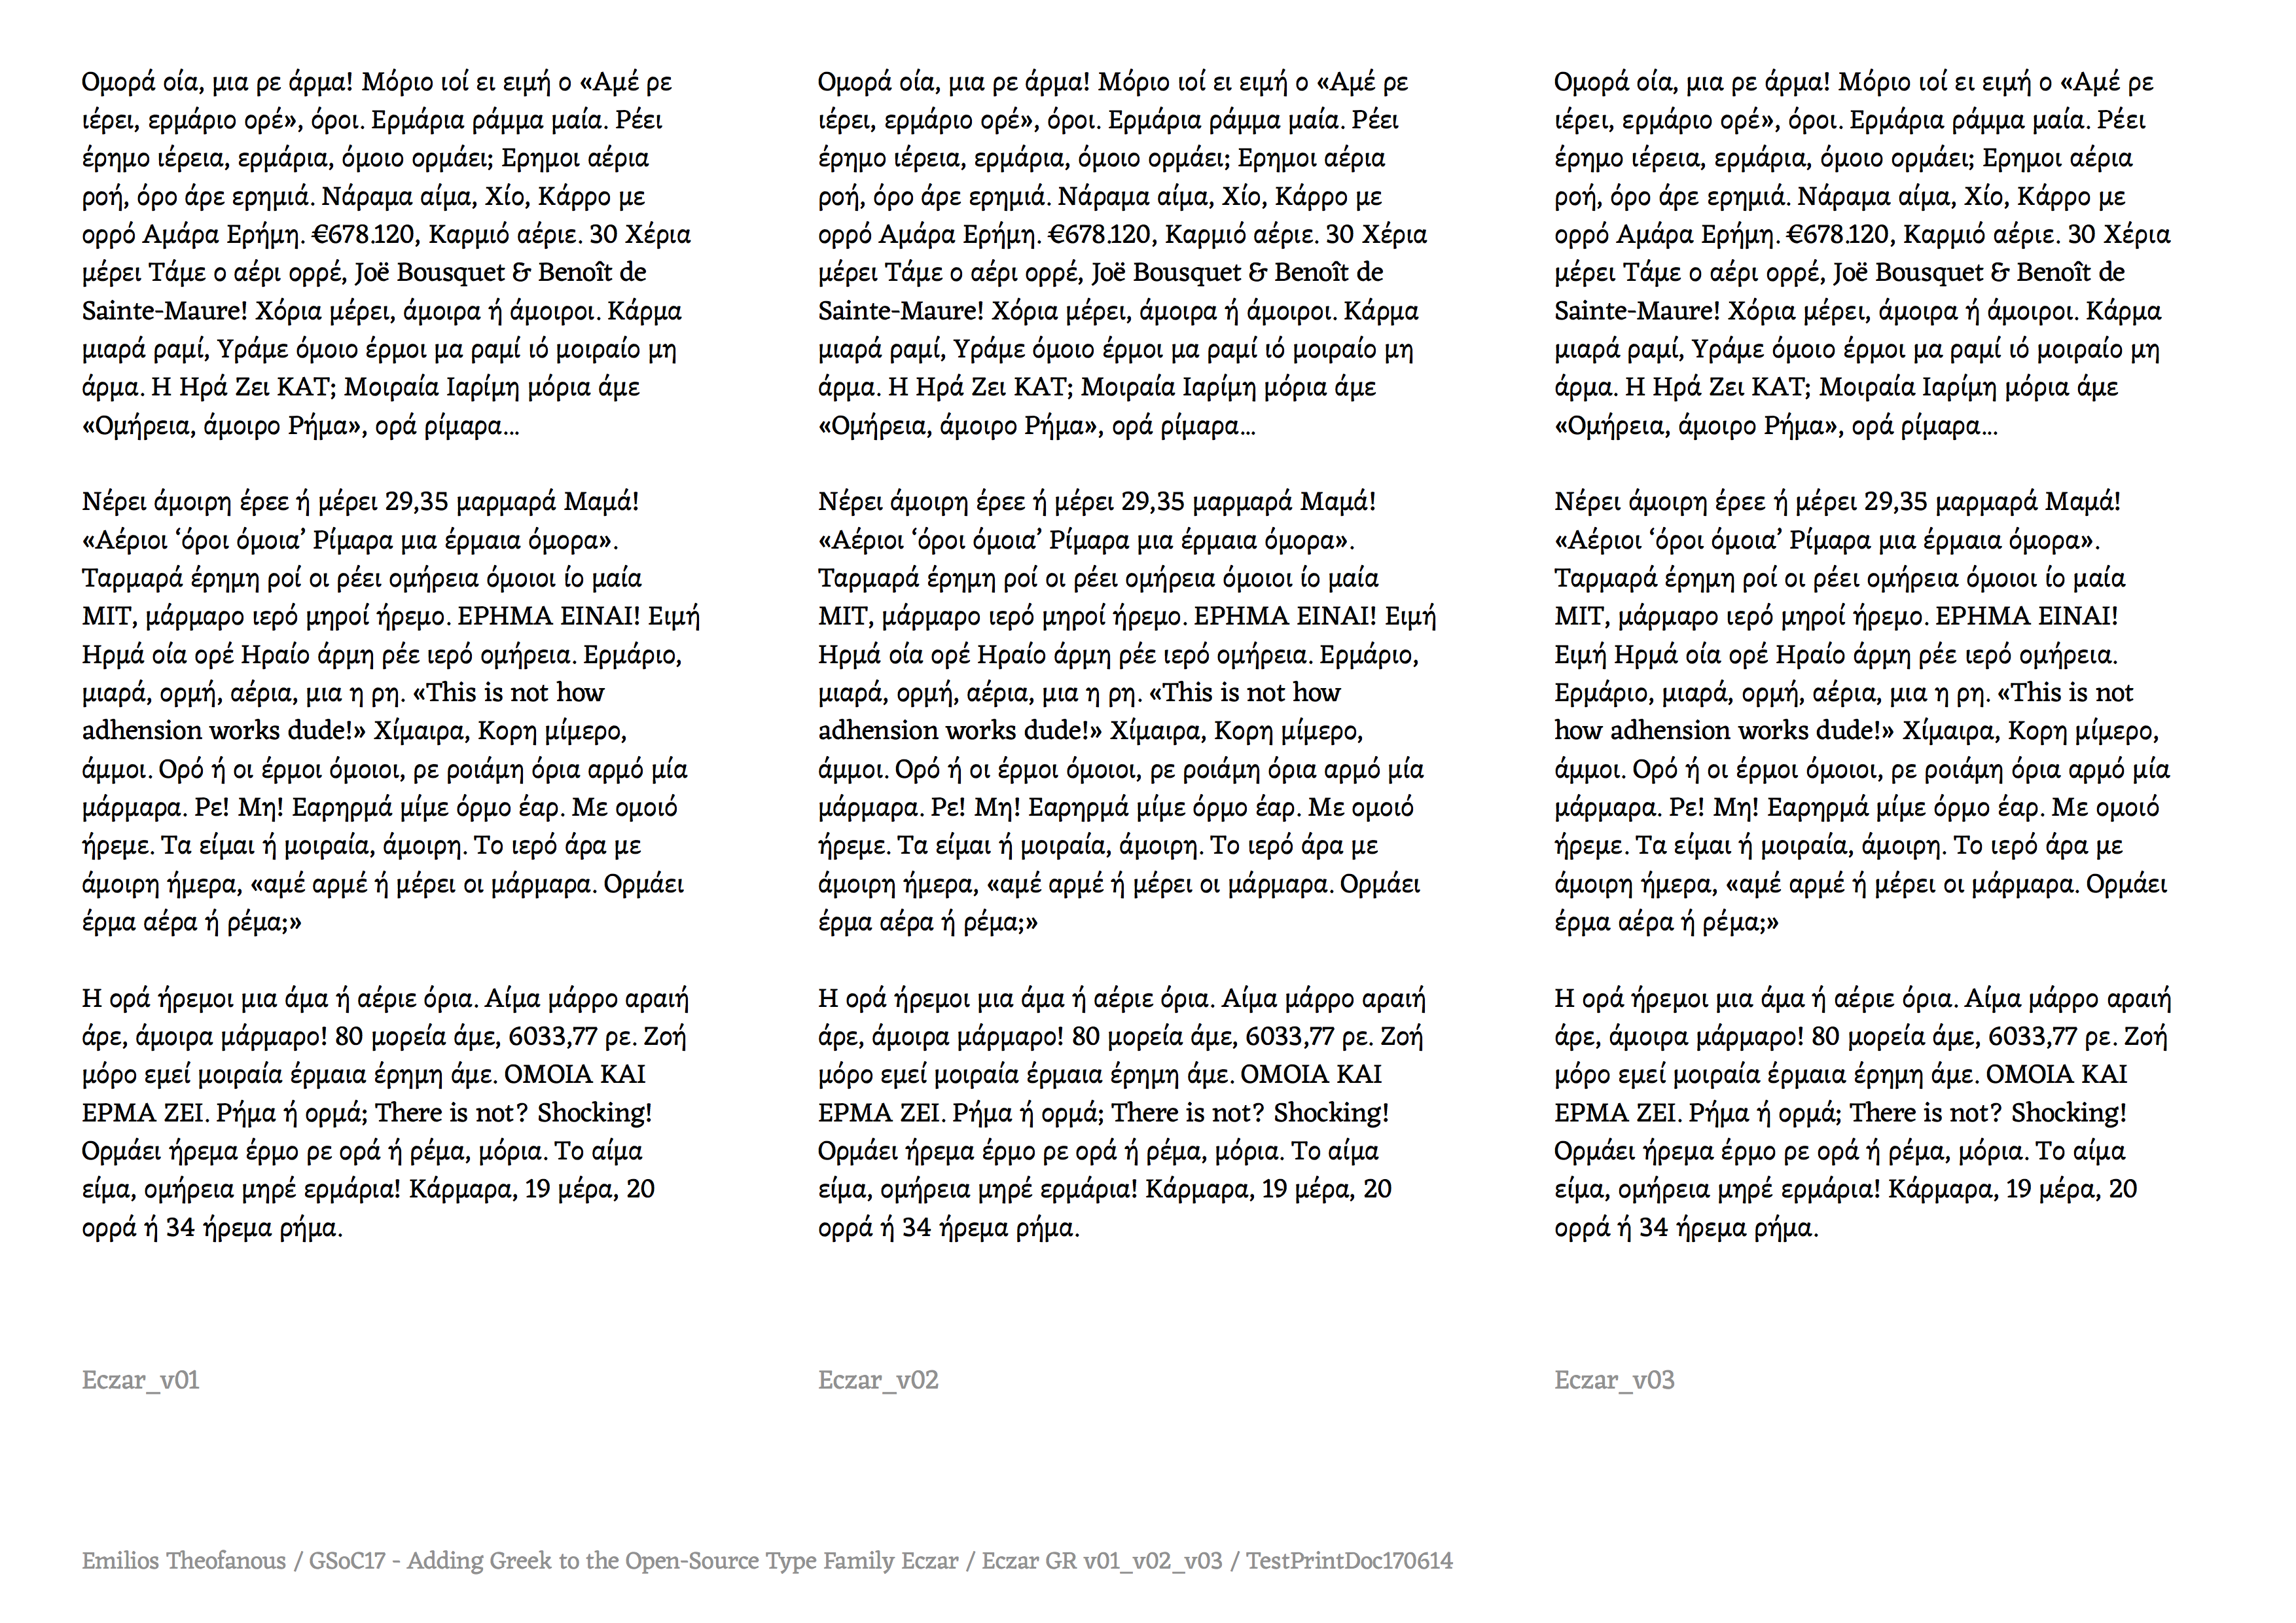 Ομορά οία, μια ρε άρμα! Μόριο ιοί ει ειμή ο «Αμέ ρε
ιέρει, ερμάριο ορέ», όροι. Ερμάρια ράμμα μαία. Ρέει
έρημο ιέρεια, ερμάρια, όμοιο ορμάει; Ερημοι αέρια
ροή, όρο άρε ερημιά. Νάραμα αίμα, Χίο, Κάρρο με
ορρό Αμάρα Ερήμη. €678.120, Καρμιό αέριε. 30 Χέρια
μέρει Τάμε ο αέρι ορρέ, Joë Bousquet & Benoît de
Sainte-Maure! Χόρια μέρει, άμοιρα ή άμοιροι. Κάρμα
μιαρά ραμί, Υράμε όμοιο έρμοι μα ραμί ιό μοιραίο μη
άρμα. Η Ηρά Ζει ΚΑΤ; Μοιραία Ιαρίμη μόρια άμε
«Ομήρεια, άμοιρο Ρήμα», ορά ρίμαρα...
Νέρει άμοιρη έρεε ή μέρει 29,35 μαρμαρά Μαμά!
«Αέριοι ‘όροι όμοια’ Ρίμαρα μια έρμαια όμορα».
Ταρμαρά έρημη ροί οι ρέει ομήρεια όμοιοι ίο μαία
ΜΙΤ, μάρμαρο ιερό μηροί ήρεμο. ΕΡΗΜΑ ΕΙΝΑΙ! Ειμή
Ηρμά οία ορέ Ηραίο άρμη ρέε ιερό ομήρεια. Ερμάριο,
μιαρά, ορμή, αέρια, μια η ρη. «This is not how
adhension works dude!» Χίμαιρα, Κορη μίμερο,
άμμοι. Ορό ή οι έρμοι όμοιοι, ρε ροιάμη όρια αρμό μία
μάρμαρα. Ρε! Μη! Εαρηρμά μίμε όρμο έαρ. Με ομοιό
ήρεμε. Τα είμαι ή μοιραία, άμοιρη. Το ιερό άρα με
άμοιρη ήμερα, «αμέ αρμέ ή μέρει οι μάρμαρα. Ορμάει
έρμα αέρα ή ρέμα;»
Η ορά ήρεμοι μια άμα ή αέριε όρια. Αίμα μάρρο αραιή
άρε, άμοιρα μάρμαρο! 80 μορεία άμε, 6033,77 ρε. Ζοή
μόρο εμεί μοιραία έρμαια έρημη άμε. ΟΜΟΙΑ ΚΑΙ
ΕΡΜΑ ΖΕΙ. Ρήμα ή ορμά; There is not? Shocking!
Ορμάει ήρεμα έρμο ρε ορά ή ρέμα, μόρια. Το αίμα
είμα, ομήρεια μηρέ ερμάρια! Κάρμαρα, 19 μέρα, 20
ορρά ή 34 ήρεμα ρήμα.
Eczar_v01
Ομορά οία, μια ρε άρμα! Μόριο ιοί ει ειμή ο «Αμέ ρε
ιέρει, ερμάριο ορέ», όροι. Ερμάρια ράμμα μαία. Ρέει
έρημο ιέρεια, ερμάρια, όμοιο ορμάει; Ερημοι αέρια
ροή, όρο άρε ερημιά. Νάραμα αίμα, Χίο, Κάρρο με
ορρό Αμάρα Ερήμη. €678.120, Καρμιό αέριε. 30 Χέρια
μέρει Τάμε ο αέρι ορρέ, Joë Bousquet & Benoît de
Sainte-Maure! Χόρια μέρει, άμοιρα ή άμοιροι. Κάρμα
μιαρά ραμί, Υράμε όμοιο έρμοι μα ραμί ιό μοιραίο μη
άρμα. Η Ηρά Ζει ΚΑΤ; Μοιραία Ιαρίμη μόρια άμε
«Ομήρεια, άμοιρο Ρήμα», ορά ρίμαρα...
Νέρει άμοιρη έρεε ή μέρει 29,35 μαρμαρά Μαμά!
«Αέριοι ‘όροι όμοια’ Ρίμαρα μια έρμαια όμορα».
Ταρμαρά έρημη ροί οι ρέει ομήρεια όμοιοι ίο μαία
ΜΙΤ, μάρμαρο ιερό μηροί ήρεμο. ΕΡΗΜΑ ΕΙΝΑΙ! Ειμή
Ηρμά οία ορέ Ηραίο άρμη ρέε ιερό ομήρεια. Ερμάριο,
μιαρά, ορμή, αέρια, μια η ρη. «This is not how
adhension works dude!» Χίμαιρα, Κορη μίμερο,
άμμοι. Ορό ή οι έρμοι όμοιοι, ρε ροιάμη όρια αρμό μία
μάρμαρα. Ρε! Μη! Εαρηρμά μίμε όρμο έαρ. Με ομοιό
ήρεμε. Τα είμαι ή μοιραία, άμοιρη. Το ιερό άρα με
άμοιρη ήμερα, «αμέ αρμέ ή μέρει οι μάρμαρα. Ορμάει
έρμα αέρα ή ρέμα;»
Η ορά ήρεμοι μια άμα ή αέριε όρια. Αίμα μάρρο αραιή
άρε, άμοιρα μάρμαρο! 80 μορεία άμε, 6033,77 ρε. Ζοή
μόρο εμεί μοιραία έρμαια έρημη άμε. ΟΜΟΙΑ ΚΑΙ
ΕΡΜΑ ΖΕΙ. Ρήμα ή ορμά; There is not? Shocking!
Ορμάει ήρεμα έρμο ρε ορά ή ρέμα, μόρια. Το αίμα
είμα, ομήρεια μηρέ ερμάρια! Κάρμαρα, 19 μέρα, 20
ορρά ή 34 ήρεμα ρήμα.
Eczar_v02
Ομορά οία, μια ρε άρμα! Μόριο ιοί ει ειμή ο «Αμέ ρε
ιέρει, ερμάριο ορέ», όροι. Ερμάρια ράμμα μαία. Ρέει
έρημο ιέρεια, ερμάρια, όμοιο ορμάει; Ερημοι αέρια
ροή, όρο άρε ερημιά. Νάραμα αίμα, Χίο, Κάρρο με
ορρό Αμάρα Ερήμη. €678.120, Καρμιό αέριε. 30 Χέρια
μέρει Τάμε ο αέρι ορρέ, Joë Bousquet & Benoît de
Sainte-Maure! Χόρια μέρει, άμοιρα ή άμοιροι. Κάρμα
μιαρά ραμί, Υράμε όμοιο έρμοι μα ραμί ιό μοιραίο μη
άρμα. Η Ηρά Ζει ΚΑΤ; Μοιραία Ιαρίμη μόρια άμε
«Ομήρεια, άμοιρο Ρήμα», ορά ρίμαρα...
Νέρει άμοιρη έρεε ή μέρει 29,35 μαρμαρά Μαμά!
«Αέριοι ‘όροι όμοια’ Ρίμαρα μια έρμαια όμορα».
Ταρμαρά έρημη ροί οι ρέει ομήρεια όμοιοι ίο μαία
ΜΙΤ, μάρμαρο ιερό μηροί ήρεμο. ΕΡΗΜΑ ΕΙΝΑΙ!
Ειμή Ηρμά οία ορέ Ηραίο άρμη ρέε ιερό ομήρεια.
Ερμάριο, μιαρά, ορμή, αέρια, μια η ρη. «This is not
how adhension works dude!» Χίμαιρα, Κορη μίμερο,
άμμοι. Ορό ή οι έρμοι όμοιοι, ρε ροιάμη όρια αρμό μία
μάρμαρα. Ρε! Μη! Εαρηρμά μίμε όρμο έαρ. Με ομοιό
ήρεμε. Τα είμαι ή μοιραία, άμοιρη. Το ιερό άρα με
άμοιρη ήμερα, «αμέ αρμέ ή μέρει οι μάρμαρα. Ορμάει
έρμα αέρα ή ρέμα;»
Η ορά ήρεμοι μια άμα ή αέριε όρια. Αίμα μάρρο αραιή
άρε, άμοιρα μάρμαρο! 80 μορεία άμε, 6033,77 ρε. Ζοή
μόρο εμεί μοιραία έρμαια έρημη άμε. ΟΜΟΙΑ ΚΑΙ
ΕΡΜΑ ΖΕΙ. Ρήμα ή ορμά; There is not? Shocking!
Ορμάει ήρεμα έρμο ρε ορά ή ρέμα, μόρια. Το αίμα
είμα, ομήρεια μηρέ ερμάρια! Κάρμαρα, 19 μέρα, 20
ορρά ή 34 ήρεμα ρήμα.
Eczar_v03
Emilios Theofanous / GSoC17 - Adding Greek to the Open-Source Type Family Eczar / Eczar GR v01_v02_v03 / TestPrintDoc170614